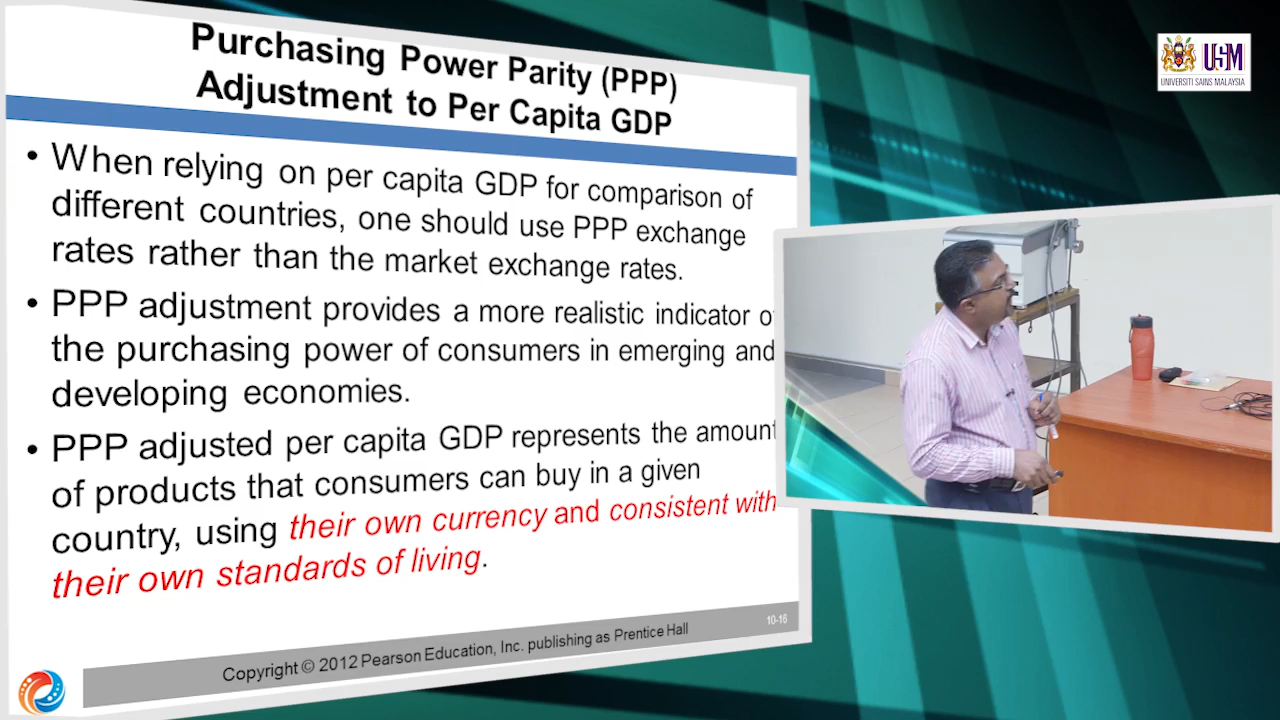 Purchasing Power Parity (PPP)
Adjustment to Per Capita GDP
• When relying on per capita GDP for comparison of
different countries, one should use PPP exchange
rates rather than the market exchange rates.
• PPP adjustment provides a more realistic indicator of
the purchasing power of consumers in emerging and
developing economies.
• PPP adjusted per capita GDP represents the amount
of products that consumers can buy in a given
country, using their own currency and consistent with
their own standards of living.
Copyright © 2012 Pearson Education, Inc. publishing as Prentice Hall
10-16
USM
UNIVERSITI SAINS MALAYSIA